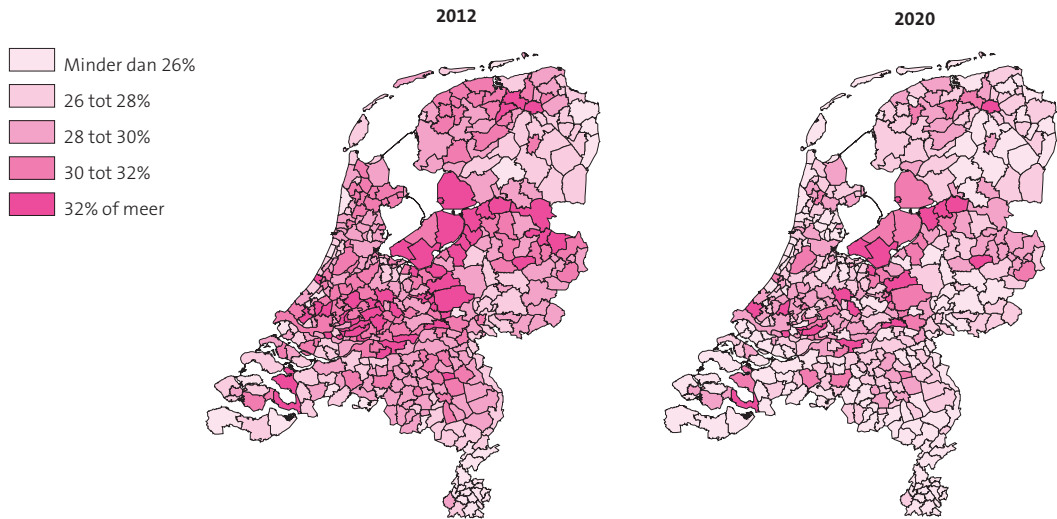 2012
2020
Minder dan 26%
26 tot 28%
28 tot 30%
30 tot 32%
32% of meer